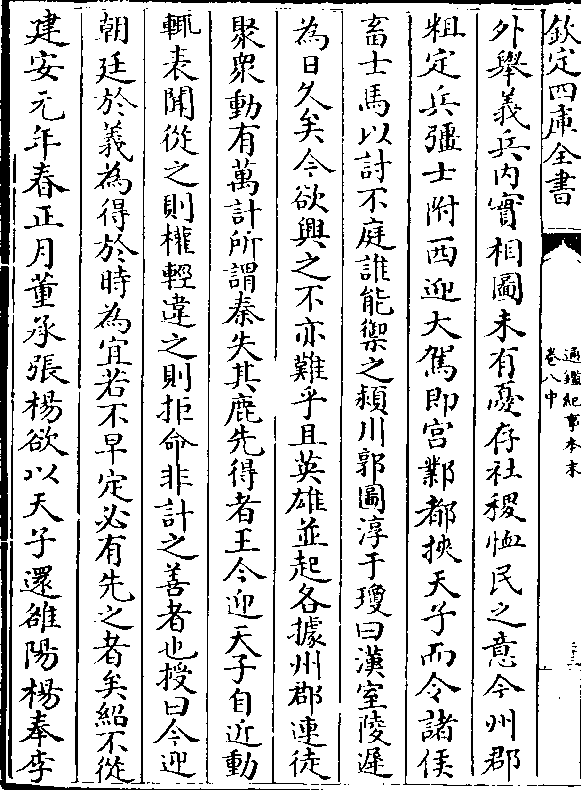 欽定四庫全書
通鑑紀事本末
卷八中
外舉義兵内實相圖未有憂存社稷恤民之意今州郡
粗定兵彊士附西迎大駕即宫鄴都挾天子而令諸侯
畜士馬以討不庭誰能禦之頴川郭圖淳于瓊曰漢室陵遲
為日久矣今欲興之不亦難乎且英雄並起各據州郡連徒
聚衆動有萬計所謂秦失其鹿先得者王今迎天子自近動
輒表聞從之則權輕違之則拒命非計之善者也授曰今迎
朝廷於義為得於時為宜若不早定必有先之者矣紹不從
建安元年春正月董承張楊欲以天子還雒陽楊奉李